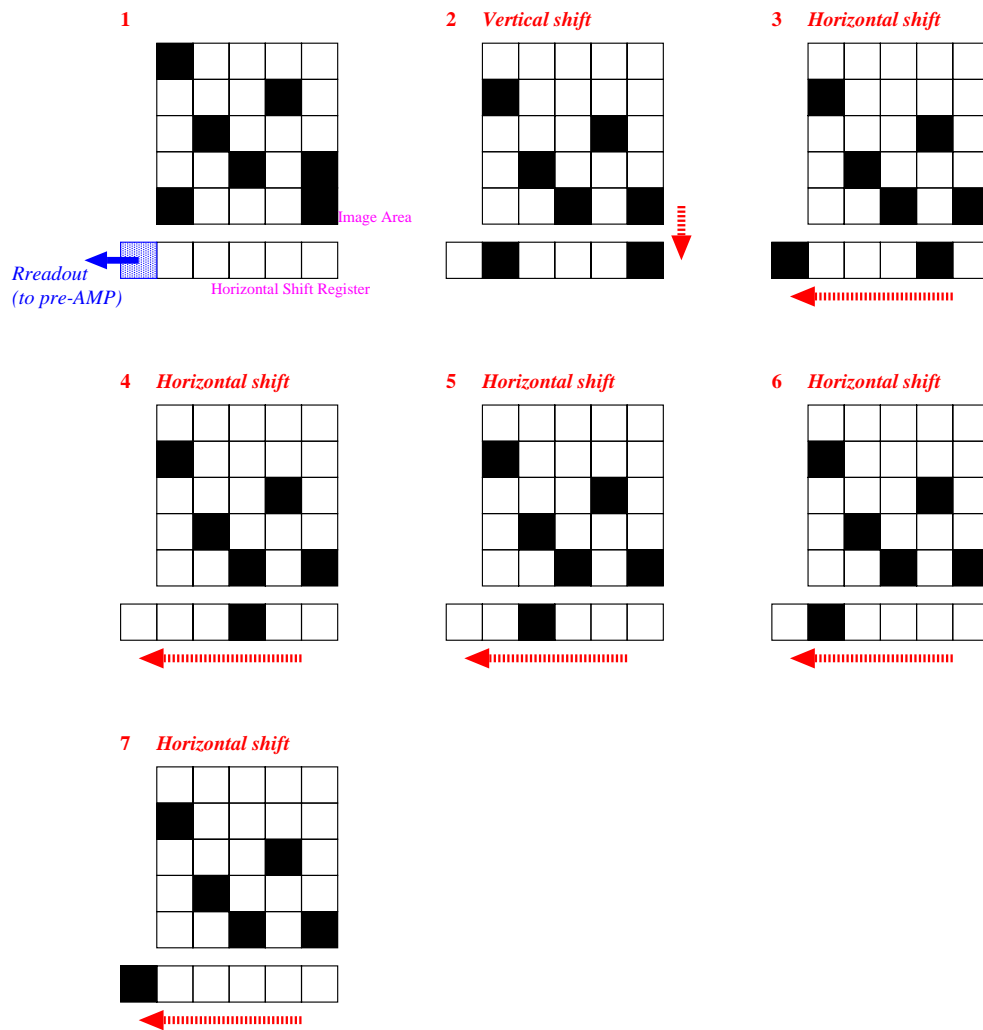 1
2 Vertical shift
3 Horizontal shift
Image Area
Rreadout
(to pre-AMP)
Horizontal Shift Register
4 Horizontal shift
5 Horizontal shift
6 Horizontal shift
7 Horizontal shift